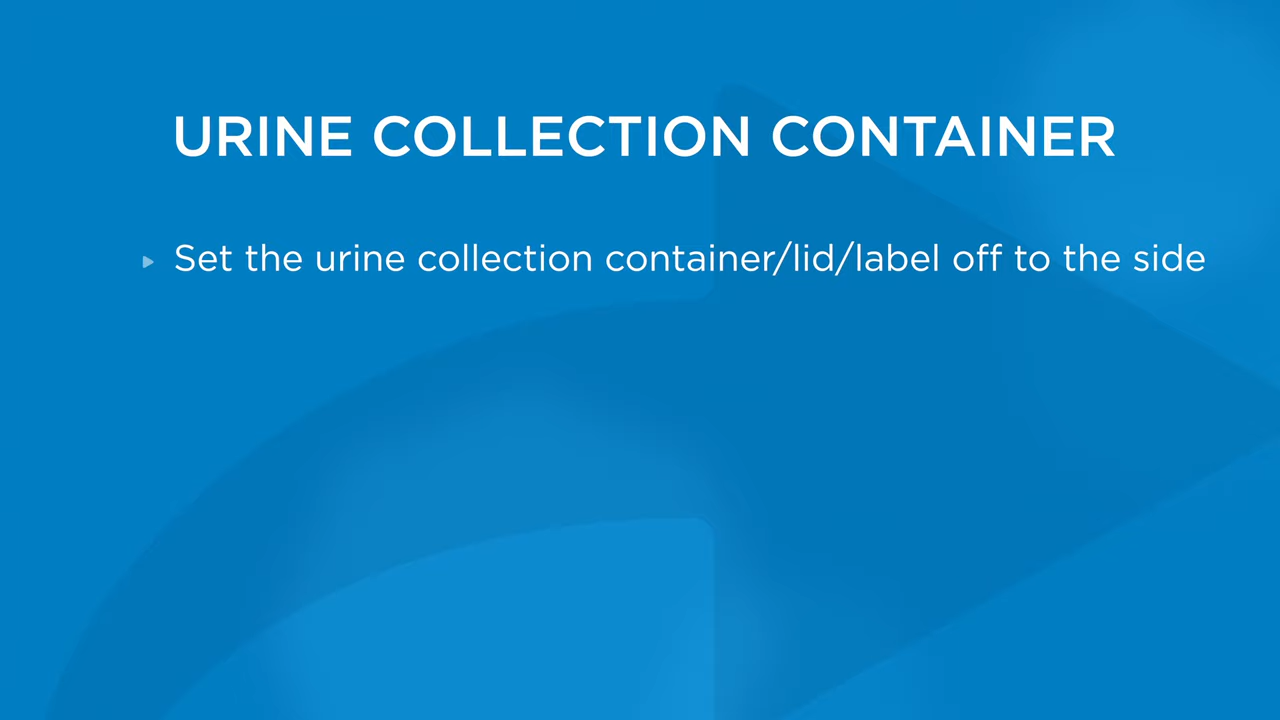 URINE COLLECTION CONTAINER
Set the urine collection container/lid/label off to the side